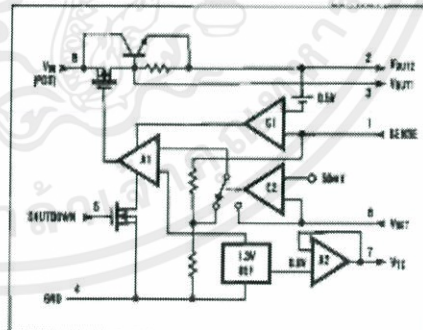 VIN 8
(POS)
2 VOUT2
VOUT1
3
0.5V
C1
1 SENSE
A1
C2
50mV
SHUTDOWN 5
6 VSET
1.3V
REF
0.9V
A2
7 VTC
GND 4